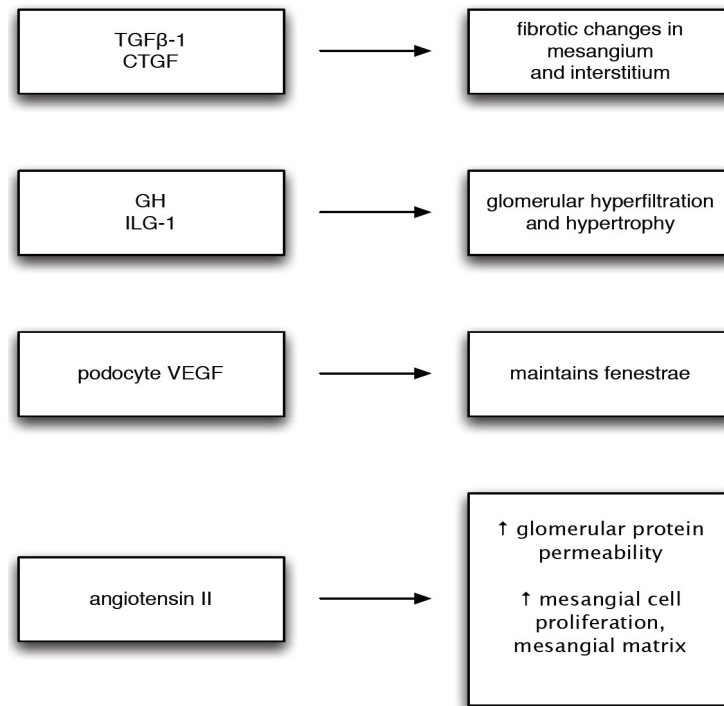 TGFβ-1
CTGF
fibrotic changes in
mesangium
and interstitium
GH
ILG-1
glomerular hyperfiltration
and hypertrophy
podocyte VEGF
maintains fenestrae
angiotensin II
↑ glomerular protein
permeability
↑ mesangial cell
proliferation,
mesangial matrix